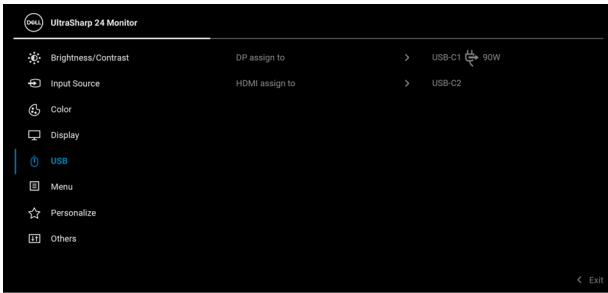 DELL UltraSharp 24 Monitor
Brightness/Contrast DP assign to > USB-C1 90W
Input Source HDMI assign to > USB-C2
Color
Display
USB
Menu
Personalize
Others
< Exit